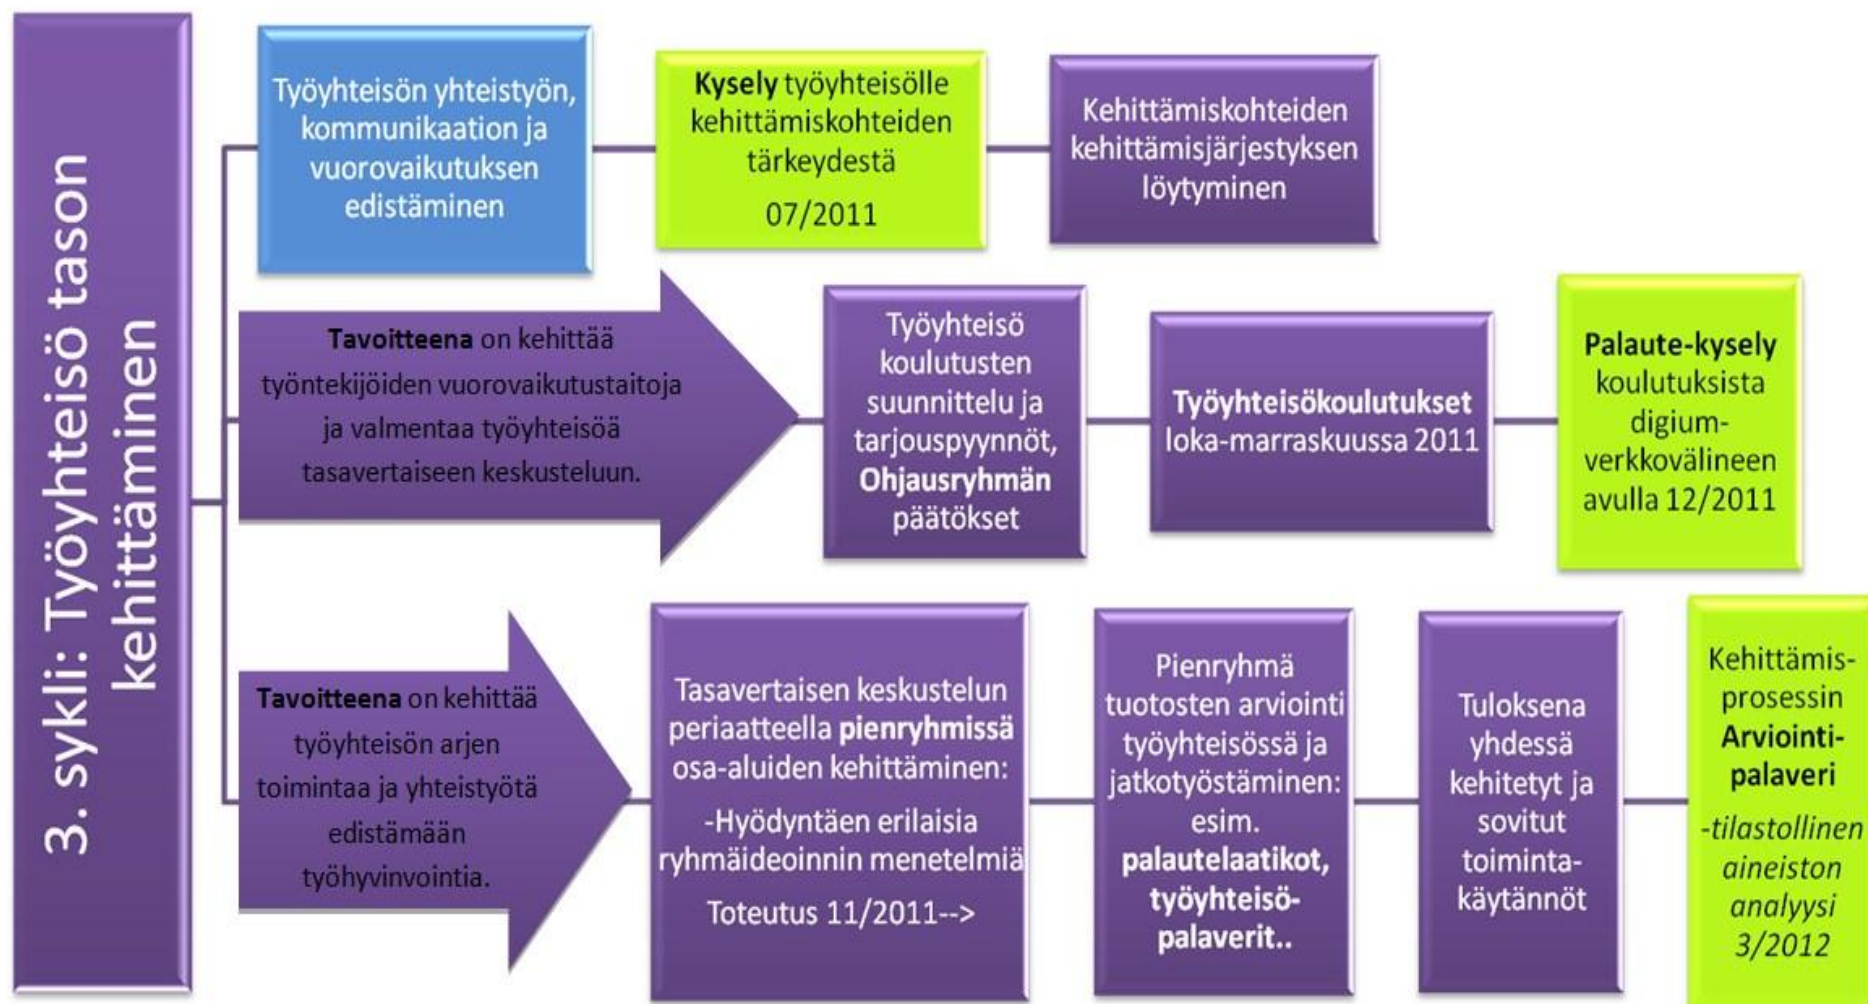 3. sykli: Työyhteisö tason
kehittäminen
Työyhteisön yhteistyön,
kommunikaation ja
vuorovaikutuksen
edistäminen
Kysely työyhteisölle
kehittämiskohteiden
tärkeydestä
07/2011
Kehittämiskohteiden
kehittämisjärjestyksen
löytyminen
Tavoitteena on kehittää
työntekijöiden vuorovaikutustaitoja
ja valmentaa työyhteisöä
tasavertaiseen keskusteluun.
Työyhteisö
koulutusten
suunnittelu ja
tarjouspyynnöt,
Ohjausryhmän
päätökset
Työyhteisökoulutukset
loka-marraskuussa 2011
Palaute-kysely
koulutuksista
digium-
verkkovälineen
avulla 12/2011
Tavoitteena on kehittää
työyhteisön arjen
toimintaa ja yhteistyötä
edistämään
työhyvinvointia.
Tasavertaisen keskustelun
periaatteella pienryhmissä
osa-aluiden kehittäminen:
-Hyödyntäen erilaisia
ryhmäideoinnin menetelmiä
Toteutus 11/2011-->
Pienryhmä
tuotosten arviointi
työyhteisössä ja
jatkotyöstäminen:
esim.
palautelaatikot,
työyhteisö-
palaverit..
Tuloksena
yhdessä
kehitetyt ja
sovitut
toiminta-
käytännöt
Kehittämis-
prosessin
Arviointi-
palaveri
-tilastollinen
aineiston
analyysi
3/2012